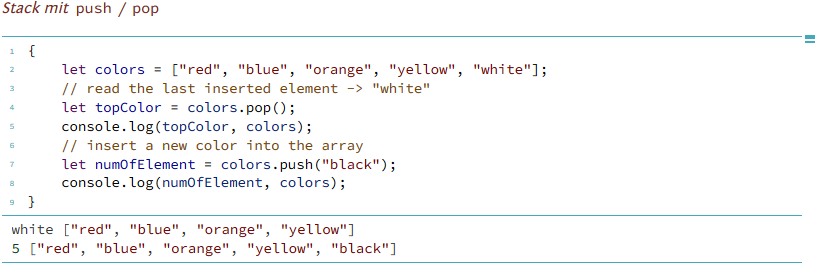 Stack mit push / pop
1 {
2 let colors = ["red", "blue", "orange", "yellow", "white"];
3 // read the last inserted element -> "white"
4 let topColor = colors.pop();
5 console.log(topColor, colors);
6 // insert a new color into the array
7 let numOfElement = colors.push("black");
8 console.log(numOfElement, colors);
9 }
white ["red", "blue", "orange", "yellow"]
5 ["red", "blue", "orange", "yellow", "black"]